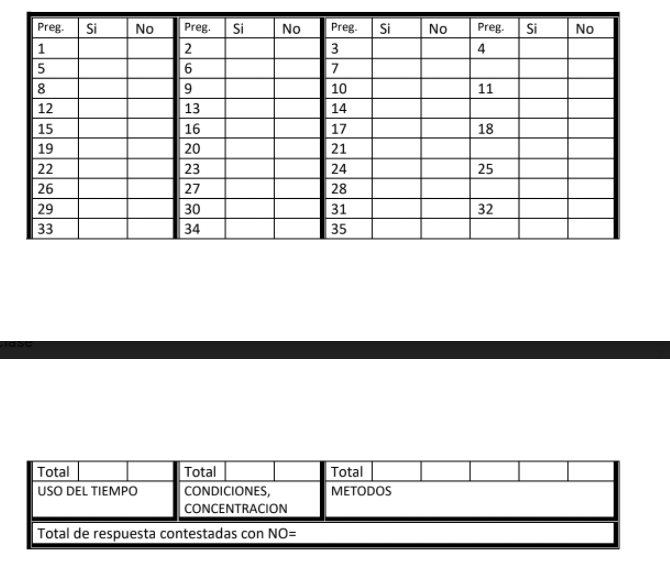 Preg. Si No Preg. Si No Preg. Si No Preg. Si No
1 2 3 4
5 6 7
8 9 10 11
12 13 14
15 16 17 18
19 20 21
22 23 24 25
26 27 28
29 30 31 32
33 34 35
Total Total Total
USO DEL TIEMPO CONDICIONES, METODOS
CONCENTRACION
Total de respuesta contestadas con NO=